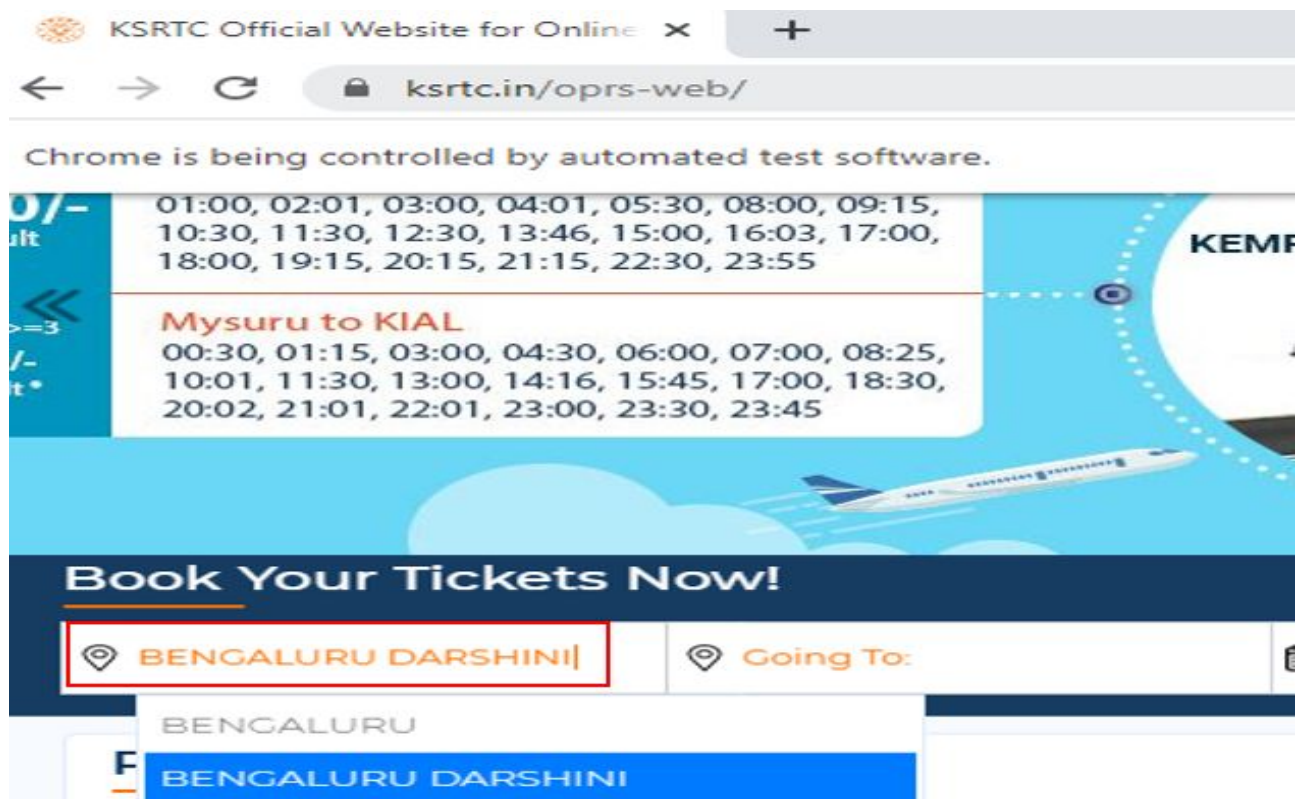 KSRTC Official Website for Online
ksrtc.in/oprs-web/
Chrome is being controlled by automated test software.
0/-
ult
>=3
/-
t*
01:00, 02:01, 03:00, 04:01, 05:30, 08:00, 09:15,
10:30, 11:30, 12:30, 13:46, 15:00, 16:03, 17:00,
18:00, 19:15, 20:15, 21:15, 22:30, 23:55
Mysuru to KIAL
00:30, 01:15, 03:00, 04:30, 06:00, 07:00, 08:25,
10:01, 11:30, 13:00, 14:16, 15:45, 17:00, 18:30,
20:02, 21:01, 22:01, 23:00, 23:30, 23:45
KEMP
Book Your Tickets Now!
BENGALURU DARSHINI
Going To:
BENGALURU
BENGALURU DARSHINI